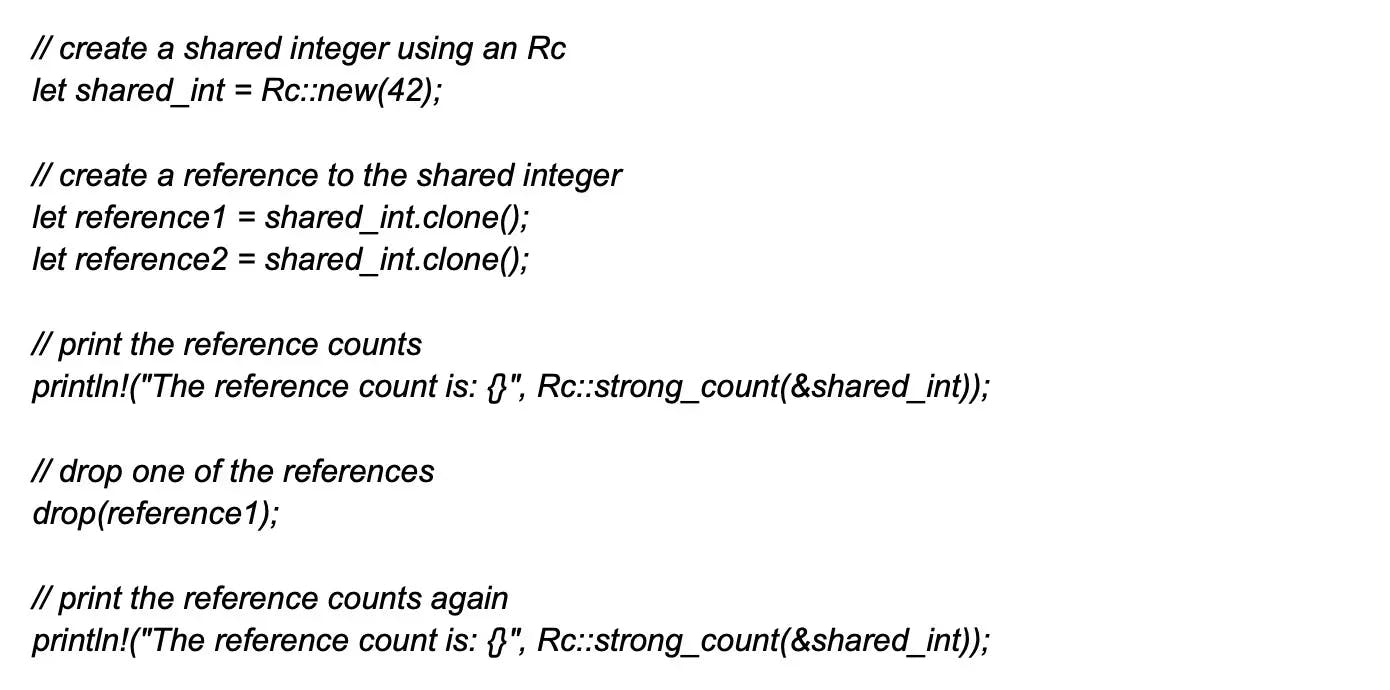 // create a shared integer using an Rc
let shared_int = Rc::new(42);
// create a reference to the shared integer
let reference1 = shared_int.clone();
let reference2 = shared_int.clone();
// print the reference counts
println!("The reference count is: {}", Rc::strong_count(&shared_int));
// drop one of the references
drop(reference1);
// print the reference counts again
println!("The reference count is: {}", Rc::strong_count(&shared_int));